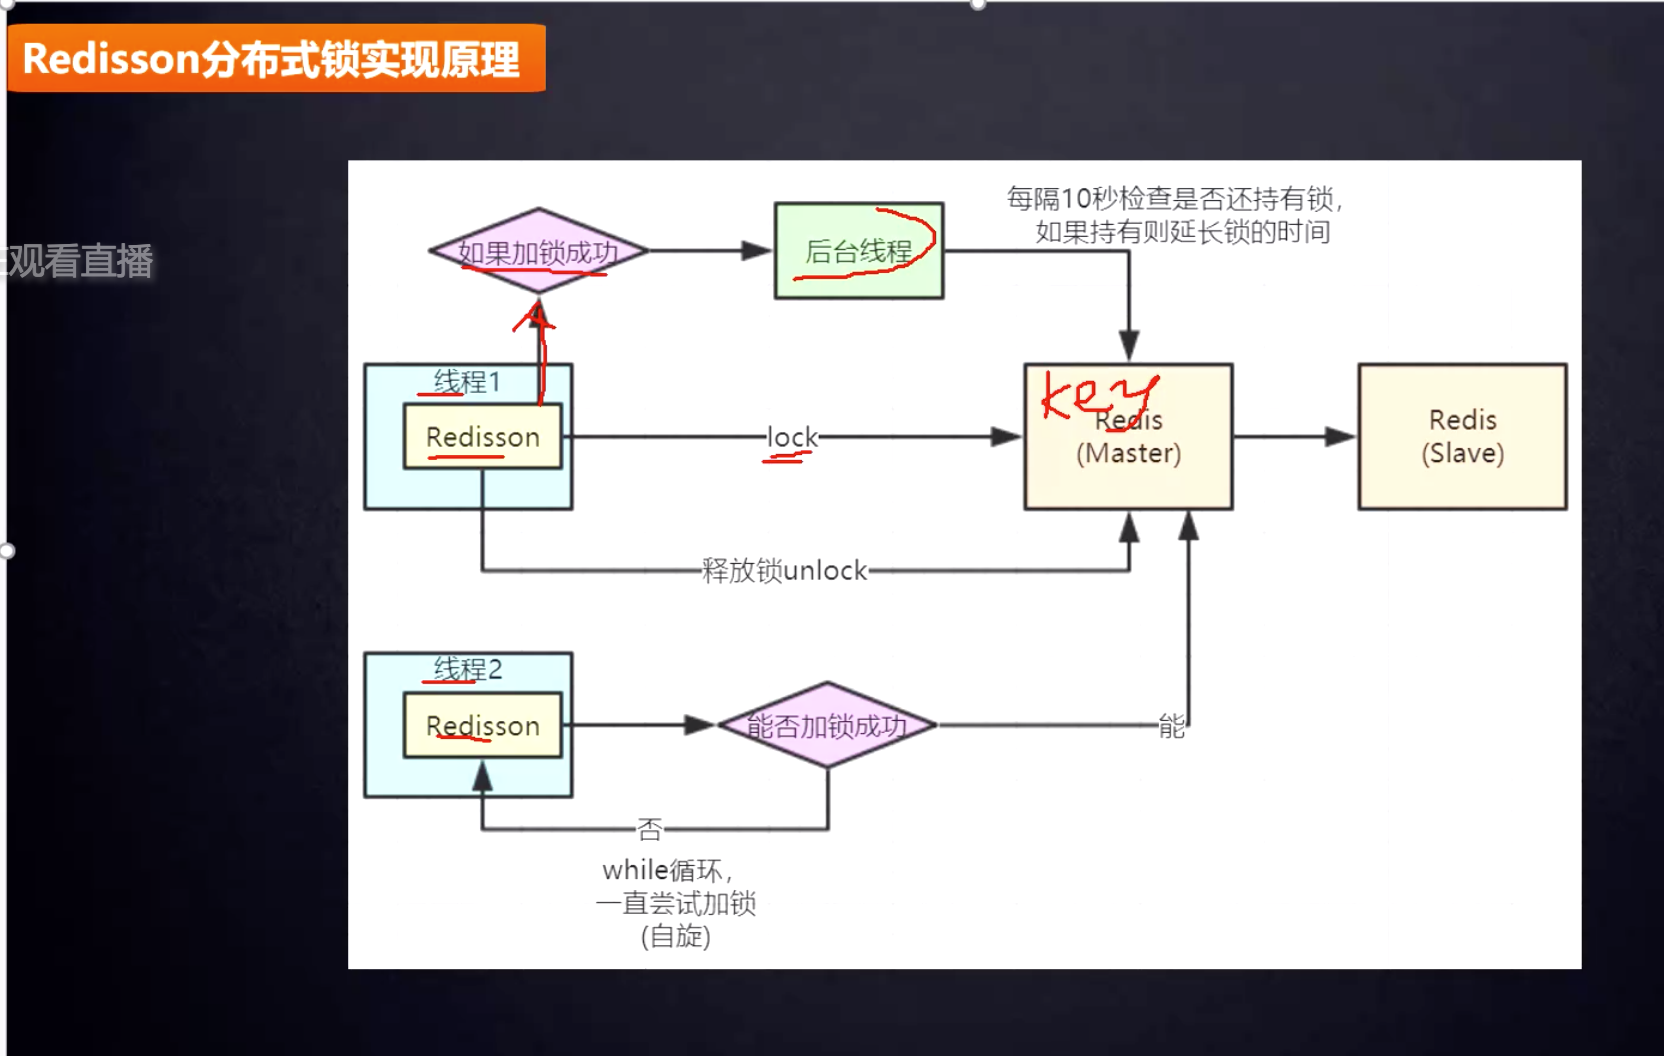 Redisson分布式锁实现原理
每隔10秒检查是否还持有锁，
如果持有则延长锁的时间
如果加锁成功
后台线程
观看直播
线程1
key
Redisson
lock
Redis
(Master)
Redis
(Slave)
释放锁unlock
线程2
Redisson
能否加锁成功
能
否
while循环，
一直尝试加锁
(自旋)